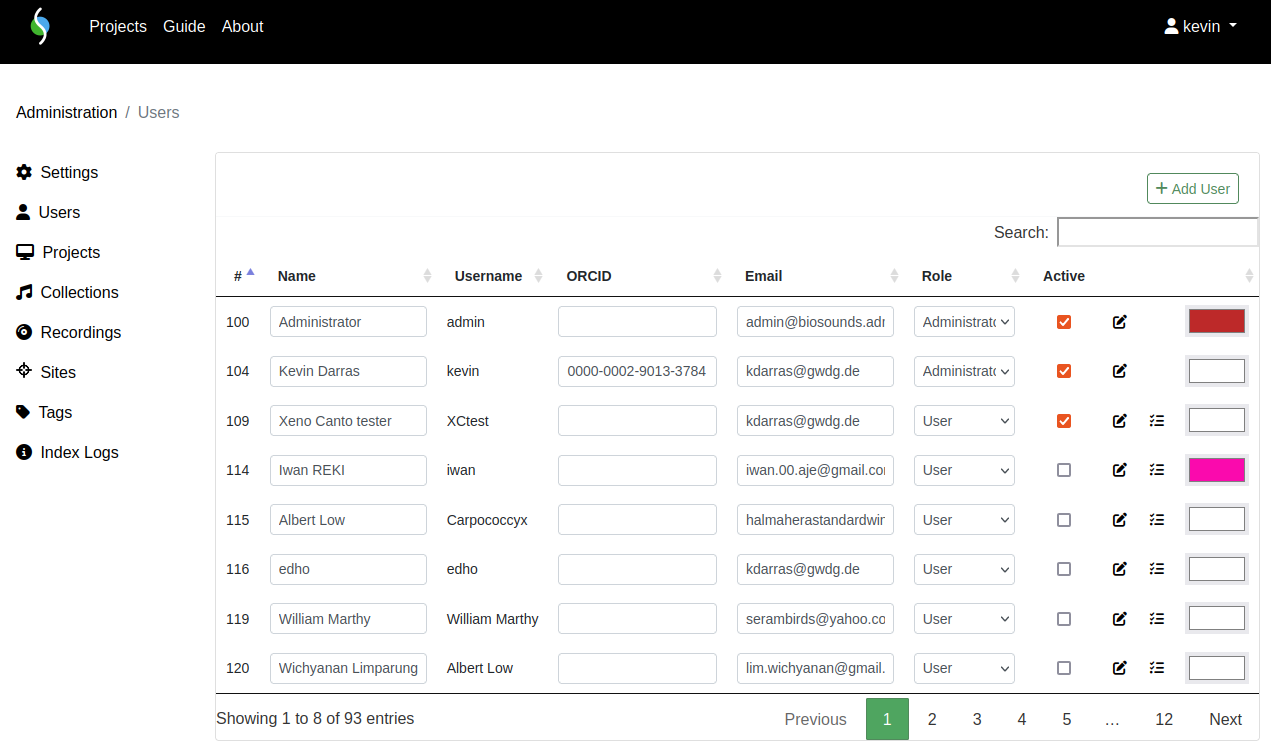 Projects Guide About kevin
Administration / Users
Settings
Users
Projects
Collections
Recordings
Sites
Tags
Index Logs
+ Add User
Search:
# Name Username ORCID Email Role Active
100 Administrator admin admin@biosounds.adr Administrato
104 Kevin Darras kevin 0000-0002-9013-3784 kdarras@gwdg.de Administrato
109 Xeno Canto tester XCtest kdarras@gwdg.de User
114 Iwan REKI iwan iwan.00.aje@gmail.co User
115 Albert Low Carpococcyx halmaherastandardwin User
116 edho edho kdarras@gwdg.de User
119 William Marthy William Marthy serambirds@yahoo.co User
120 Wichyanan Limparung Albert Low lim.wichyanan@gmail. User
Showing 1 to 8 of 93 entries Previous 1 2 3 4 5 … 12 Next